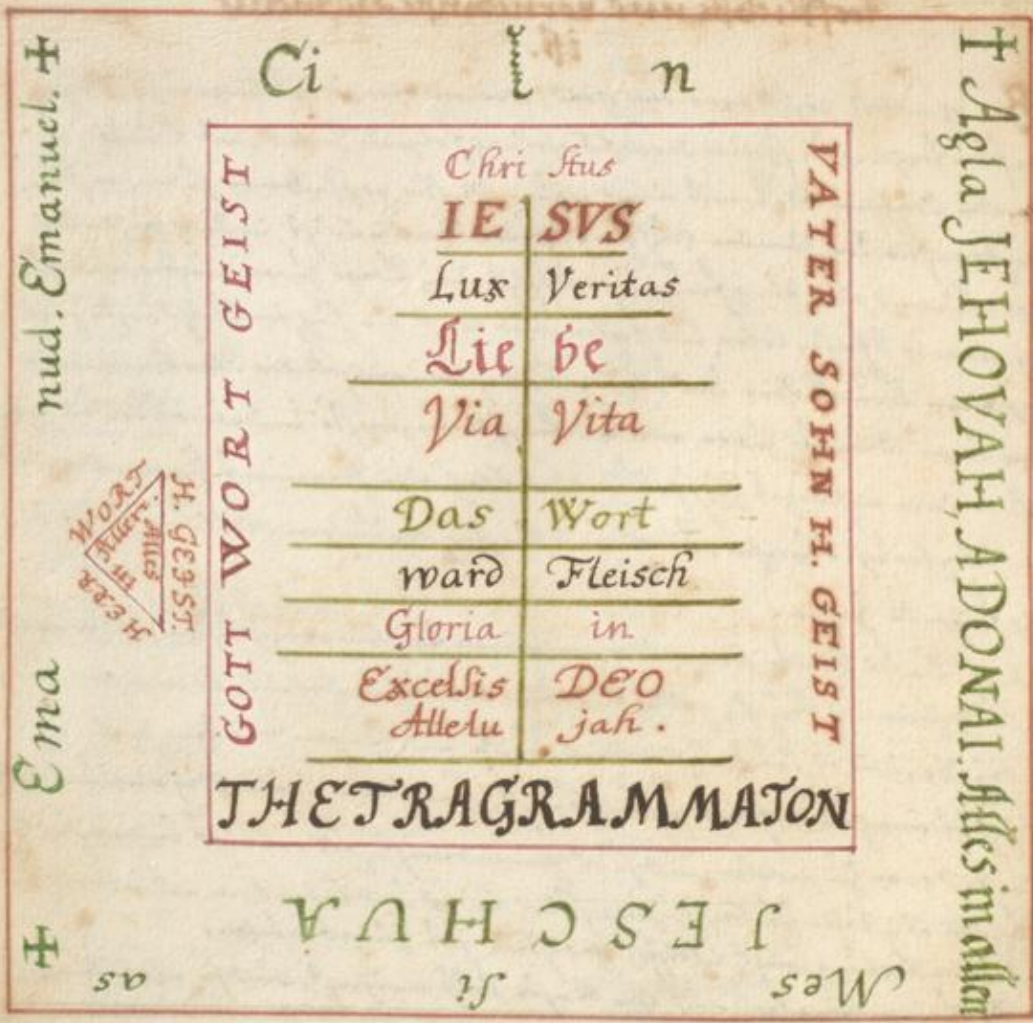 Ci n
✝ Agla JEHOVAH, ADONAI. Alles in allem
Mes si as
JESCHUA
✝ Ema nud. Emanuel. ✝
WORT
H. GEIST.
HERR
Alles
in
Allem
GOTT WORT GEIST
VATER SOHN H. GEIST
Chri stus
IE SVS
Lux Veritas
Lie be
Via Vita
Das Wort
ward Fleisch
Gloria in
Excelsis DEO
Allelu jah.
THETRAGRAMMATON